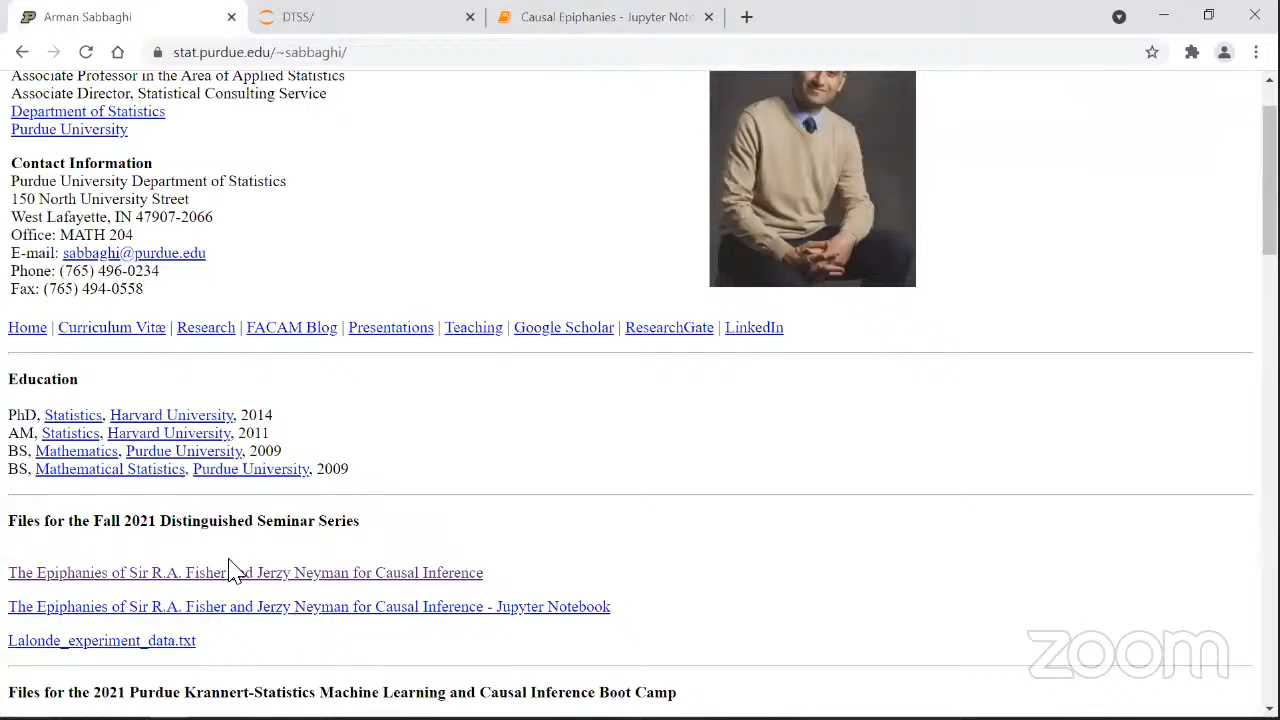 Arman Sabbaghi
DTSS/
Causal Epiphanies - Jupyter Note
stat.purdue.edu/~sabbaghi/
Associate Professor in the Area of Applied Statistics
Associate Director, Statistical Consulting Service
Department of Statistics
Purdue University
Contact Information
Purdue University Department of Statistics
150 North University Street
West Lafayette, IN 47907-2066
Office: MATH 204
E-mail: sabbaghi@purdue.edu
Phone: (765) 496-0234
Fax: (765) 494-0558
Home | Curriculum Vitæ | Research | FACAM Blog | Presentations | Teaching | Google Scholar | ResearchGate | LinkedIn
Education
PhD, Statistics, Harvard University, 2014
AM, Statistics, Harvard University, 2011
BS, Mathematics, Purdue University, 2009
BS, Mathematical Statistics, Purdue University, 2009
Files for the Fall 2021 Distinguished Seminar Series
The Epiphanies of Sir R.A. Fisher and Jerzy Neyman for Causal Inference
The Epiphanies of Sir R.A. Fisher and Jerzy Neyman for Causal Inference - Jupyter Notebook
Lalonde_experiment_data.txt
zoom
Files for the 2021 Purdue Krannert-Statistics Machine Learning and Causal Inference Boot Camp